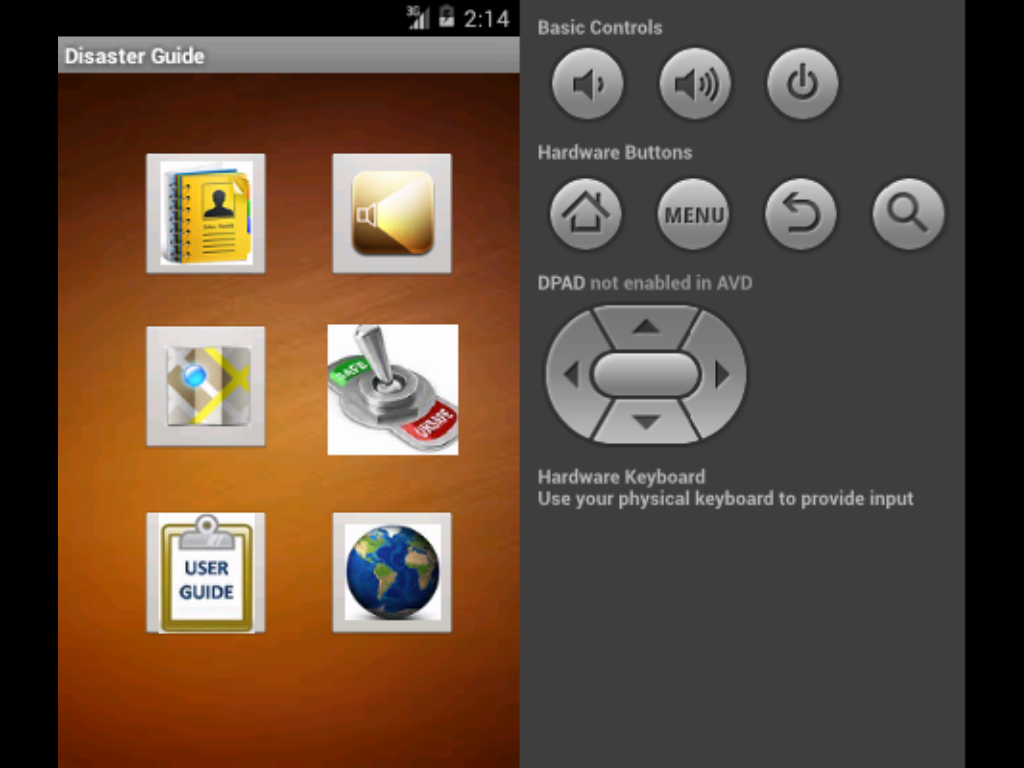 3G 2:14
Disaster Guide
SAFE
UNSAFE
USER
GUIDE
Basic Controls
Hardware Buttons
MENU
DPAD not enabled in AVD
Hardware Keyboard
Use your physical keyboard to provide input